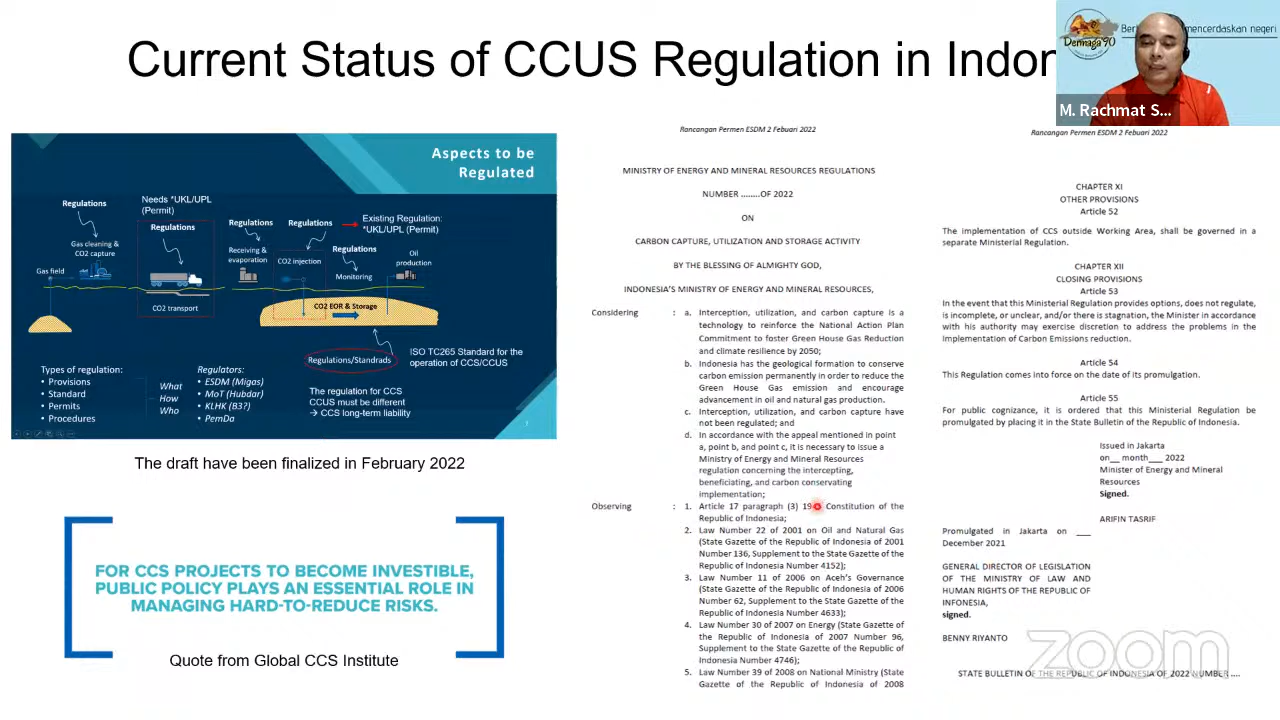 Current Status of CCUS Regulation in Indon
Dermaga 90
Ber
mencerdaskan negeri
M. Rachmat S...
Aspects to be
Regulated
Needs *UKL/UPL
(Permit)
Regulations
Regulations
Regulations
Regulations
Existing Regulation:
*UKL/UPL (Permit)
Regulations
Gas cleaning &
CO2 capture
Gas field
Receiving &
evaporation
CO2 injection
Oil
production
Monitoring
CO2 transport
CO2 EOR & Storage
Regulations/Standrads
ISO TC265 Standard for the
operation of CCS/CCUS
Types of regulation:
• Provisions
• Standard
• Permits
• Procedures
What
How
Who
Regulators:
• ESDM (Migas)
• MoT (Hubdar)
• KLHK (B3?)
• PemDa
The regulation for CCS
CCUS must be different
→ CCS long-term liability
7
The draft have been finalized in February 2022
FOR CCS PROJECTS TO BECOME INVESTIBLE,
PUBLIC POLICY PLAYS AN ESSENTIAL ROLE IN
MANAGING HARD-TO-REDUCE RISKS.
Quote from Global CCS Institute
Rancangan Permen ESDM 2 Febuari 2022
MINISTRY OF ENERGY AND MINERAL RESOURCES REGULATIONS
NUMBER ........OF 2022
ON
CARBON CAPTURE, UTILIZATION AND STORAGE ACTIVITY
BY THE BLESSING OF ALMIGHTY GOD,
INDONESIA'S MINISTRY OF ENERGY AND MINERAL RESOURCES,
Considering : a. Interception, utilization, and carbon capture is a
technology to reinforce the National Action Plan
Commitment to foster Green House Gas Reduction
and climate resilience by 2050;
b. Indonesia has the geological formation to conserve
carbon emission permanently in order to reduce the
Green House Gas emission and encourage
advancement in oil and natural gas production.
c. Interception, utilization, and carbon capture have
not been regulated; and
d. In accordance with the appeal mentioned in point
a, point b, and point c, it is necessary to issue a
Ministry of Energy and Mineral Resources
regulation concerning the intercepting,
beneficiating, and carbon conservating
implementation;
Observing : 1. Article 17 paragraph (3) 19 Constitution of the
Republic of Indonesia;
2. Law Number 22 of 2001 on Oil and Natural Gas
(State Gazette of the Republic of Indonesia of 2001
Number 136, Supplement to the State Gazette of the
Republic of Indonesia Number 4152);
3. Law Number 11 of 2006 on Aceh's Governance
(State Gazette of the Republic of Indonesia of 2006
Number 62, Supplement to the State Gazette of the
Republic of Indonesia Number 4633);
4. Law Number 30 of 2007 on Energy (State Gazette of
the Republic of Indonesia of 2007 Number 96,
Supplement to the State Gazette of the Republic of
Indonesia Number 4746);
5. Law Number 39 of 2008 on National Ministry (State
Gazette of the Republic of Indonesia of 2008
Rancangan Permen ESDM 2 Febuari 2022
CHAPTER XI
OTHER PROVISIONS
Article 52
The implementation of CCS outside Working Area, shall be governed in a
separate Ministerial Regulation.
CHAPTER XII
CLOSING PROVISIONS
Article 53
In the event that this Ministerial Regulation provides options, does not regulate,
is incomplete, or unclear, and/or there is stagnation, the Minister in accordance
with his authority may exercise discretion to address the problems in the
Implementation of Carbon Emissions reduction.
Article 54
This Regulation comes into force on the date of its promulgation.
Article 55
For public cognizance, it is ordered that this Ministerial Regulation be
promulgated by placing it in the State Bulletin of the Republic of Indonesia.
Issued in Jakarta
on__ month___ 2022
Minister of Energy and Mineral
Resources
Signed.
ARIFIN TASRIF
Promulgated in Jakarta on ___
December 2021
GENERAL DIRECTOR OF LEGISLATION
OF THE MINISTRY OF LAW AND
HUMAN RIGHTS OF THE REPUBLIC OF
INFONESIA,
signed.
BENNY RIYANTO
zoom
STATE BULLETIN OF THE REPUBLIC OF INDONESIA OF 2022 NUMBER ....